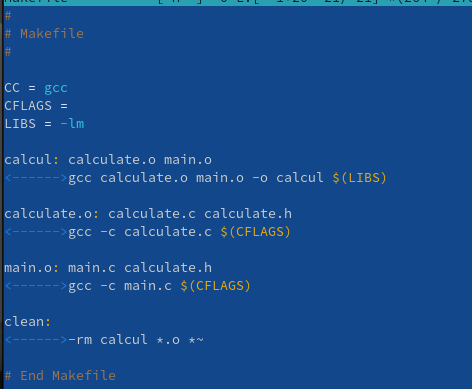 #
# Makefile
#
CC = gcc
CFLAGS =
LIBS = -lm
calcul: calculate.o main.o
<------>gcc calculate.o main.o -o calcul $(LIBS)
calculate.o: calculate.c calculate.h
<------>gcc -c calculate.c $(CFLAGS)
main.o: main.c calculate.h
<------>gcc -c main.c $(CFLAGS)
clean:
<------>-rm calcul *.o *~
# End Makefile